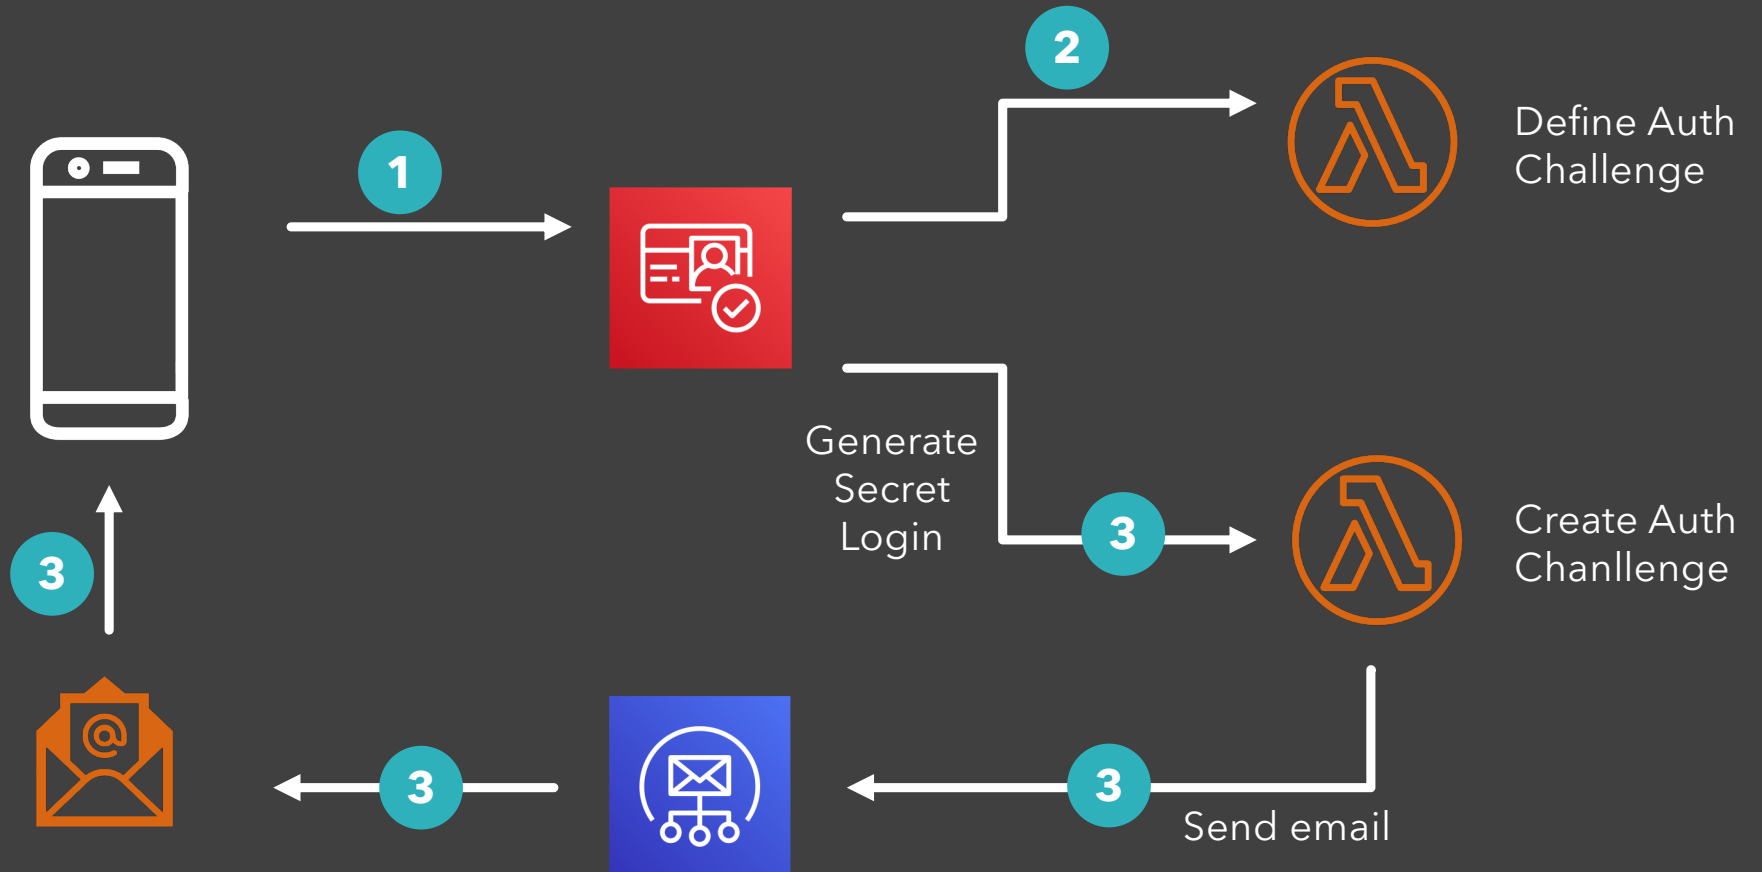 2
Define Auth
Challenge
1
Generate
Secret
Login
3
Create Auth
Chanllenge
3
3
3
Send email
@